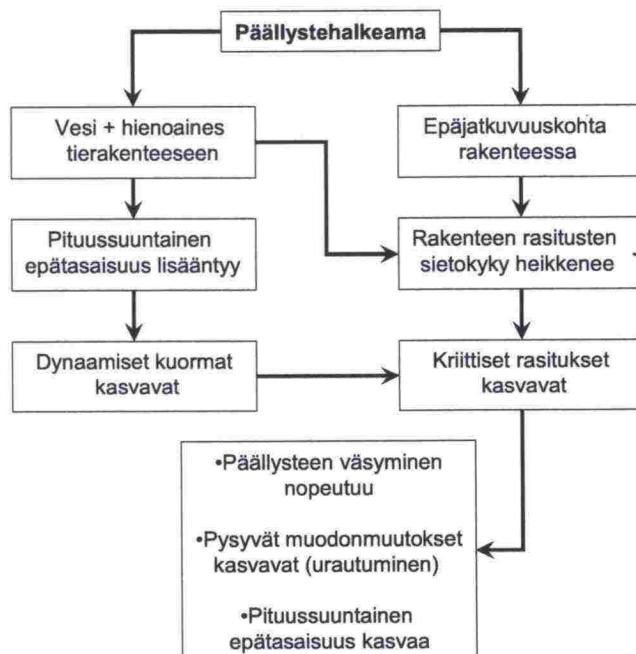 Päällystehalkeama
Vesi + hienoaines
tierakenteeseen
Epäjatkuvuuskohta
rakenteessa
Pituussuuntainen
epätasaisuus lisääntyy
Rakenteen rasitusten
sietokyky heikkenee
Dynaamiset kuormat
kasvavat
Kriittiset rasitukset
kasvavat
•Päällysteen väsyminen
nopeutuu
•Pysyvät muodonmuutokset
kasvavat (urautuminen)
•Pituussuuntainen
epätasaisuus kasvaa